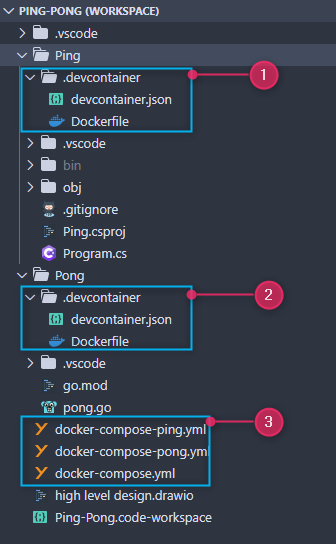 PING-PONG (WORKSPACE)
.vscode
Ping
.devcontainer
1
devcontainer.json
Dockerfile
.vscode
bin
obj
.gitignore
Ping.csproj
Program.cs
Pong
.devcontainer
2
devcontainer.json
Dockerfile
.vscode
go.mod
pong.go
docker-compose-ping.yml
3
docker-compose-pong.yml
docker-compose.yml
high level design.drawio
Ping-Pong.code-workspace